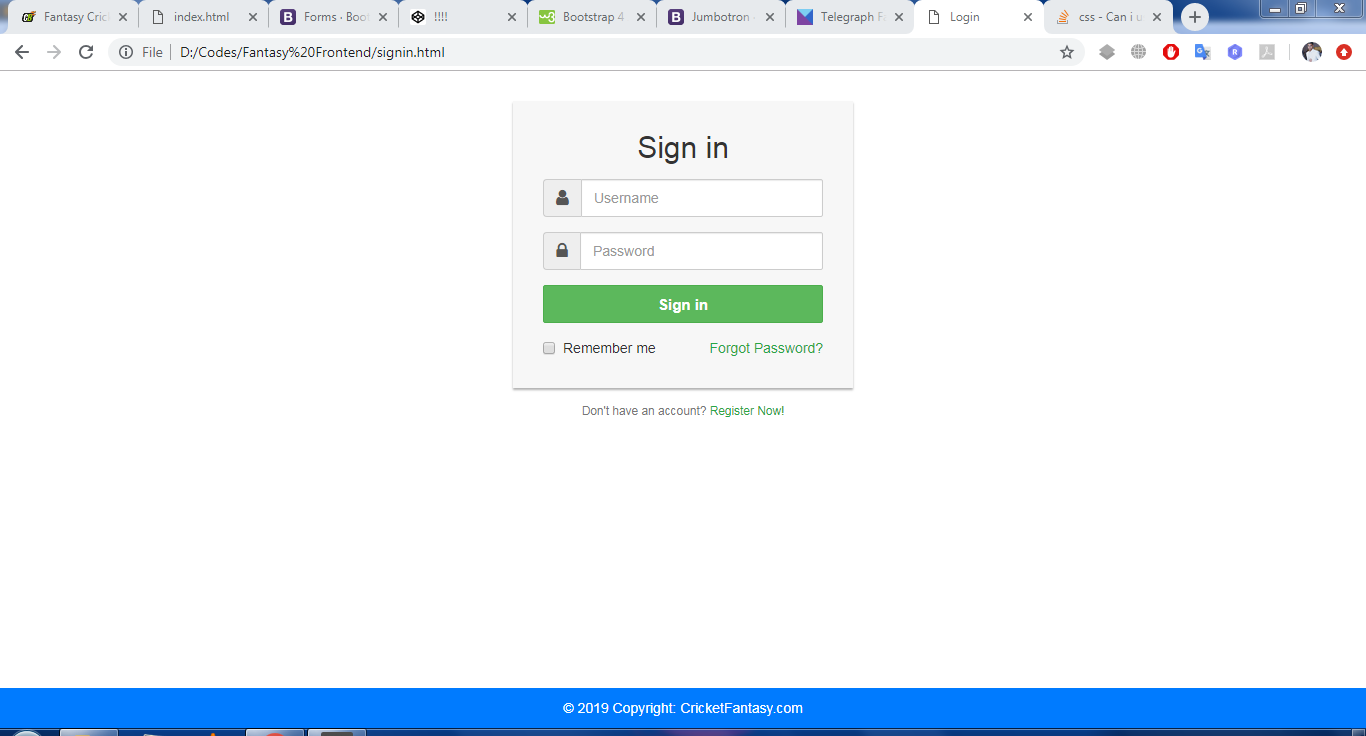 Fantasy Cric
index.html
Forms · Boot
!!!!
Bootstrap 4
Jumbotron
Telegraph F
Login
css - Can i u
File
D:/Codes/Fantasy%20Frontend/signin.html
Sign in
Username
Password
Sign in
Remember me Forgot Password?
Don't have an account? Register Now!
© 2019 Copyright: CricketFantasy.com